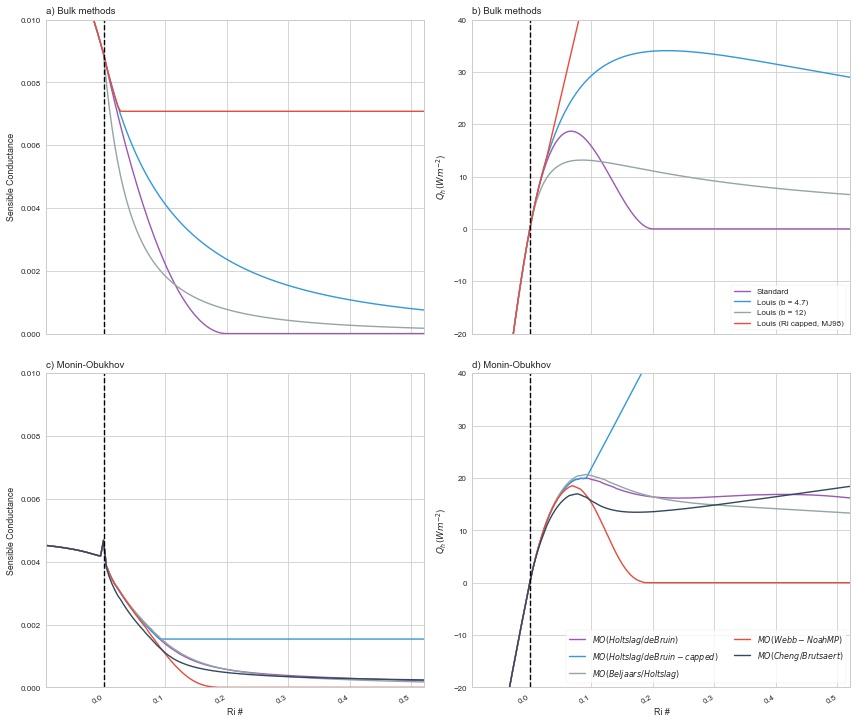 a) Bulk methods
0.010
0.008
0.006
0.004
0.002
0.000
Sensible Conductance
b) Bulk methods
40
30
20
10
0
−10
−20
Q_h (Wm^{-2})
Standard
Louis (b = 4.7)
Louis (b = 12)
Louis (Ri capped, MJ98)
c) Monin-Obukhov
0.010
0.008
0.006
0.004
0.002
0.000
Sensible Conductance
0.0 0.1 0.2 0.3 0.4 0.5
Ri #
d) Monin-Obukhov
40
30
20
10
0
−10
−20
Q_h (Wm^{-2})
MO(Holtslag/deBruin)
MO(Holtslag/deBruin − capped)
MO(Beljaars/Holtslag)
MO(Webb − NoahMP)
MO(Cheng/Brutsaert)
0.0 0.1 0.2 0.3 0.4 0.5
Ri #